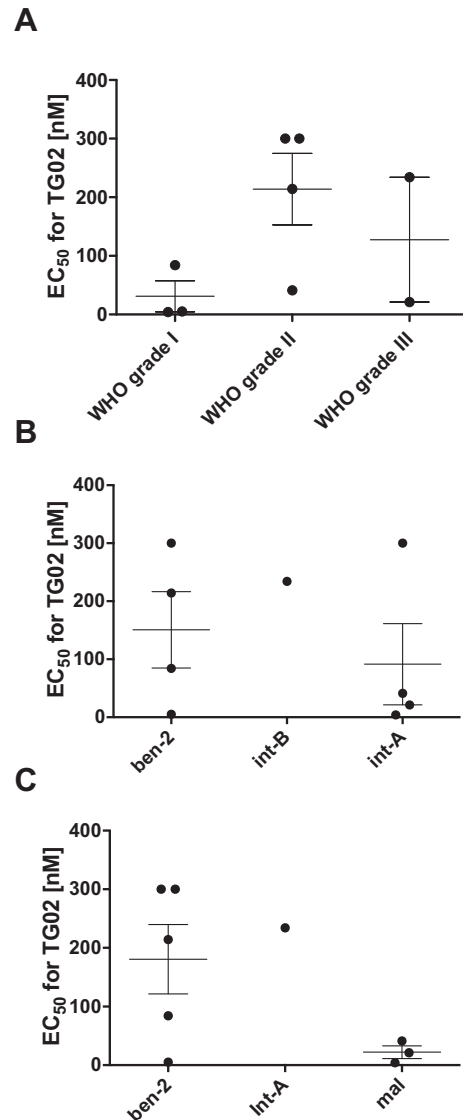 A
EC50 for TG02 [nM]
400
300
200
100
0
WHO grade I
WHO grade II
WHO grade III
B
EC50 for TG02 [nM]
400
300
200
100
0
ben-2
int-B
int-A
C
EC50 for TG02 [nM]
400
300
200
100
0
ben-2
Int-A
mal